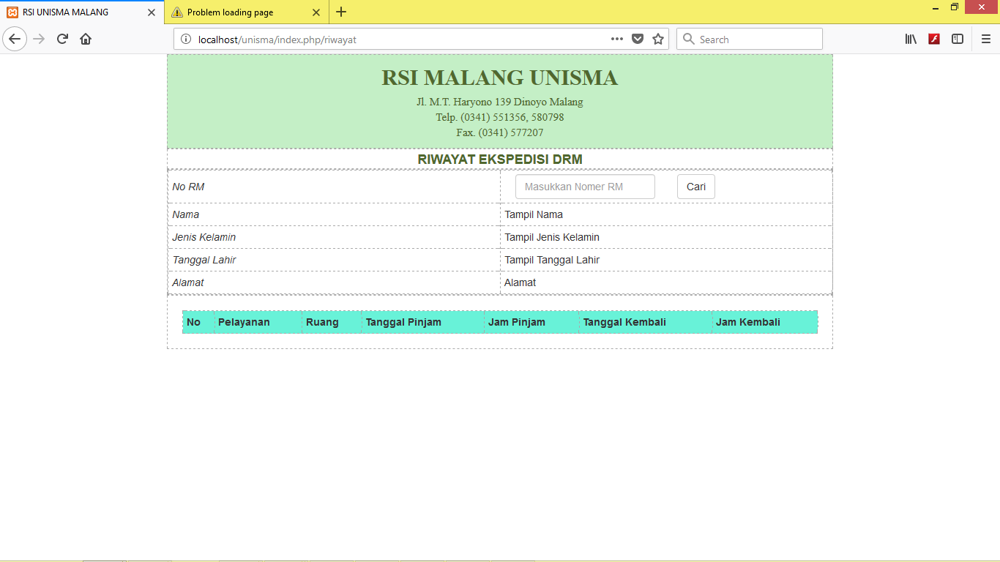 RSI UNISMA MALANG
Problem loading page
localhost/unisma/index.php/riwayat
Search
RSI MALANG UNISMA
Jl. M.T. Haryono 139 Dinoyo Malang
Telp. (0341) 551356, 580798
Fax. (0341) 577207
RIWAYAT EKSPEDISI DRM
No RM Masukkan Nomer RM Cari
Nama Tampil Nama
Jenis Kelamin Tampil Jenis Kelamin
Tanggal Lahir Tampil Tanggal Lahir
Alamat Alamat
No Pelayanan Ruang Tanggal Pinjam Jam Pinjam Tanggal Kembali Jam Kembali